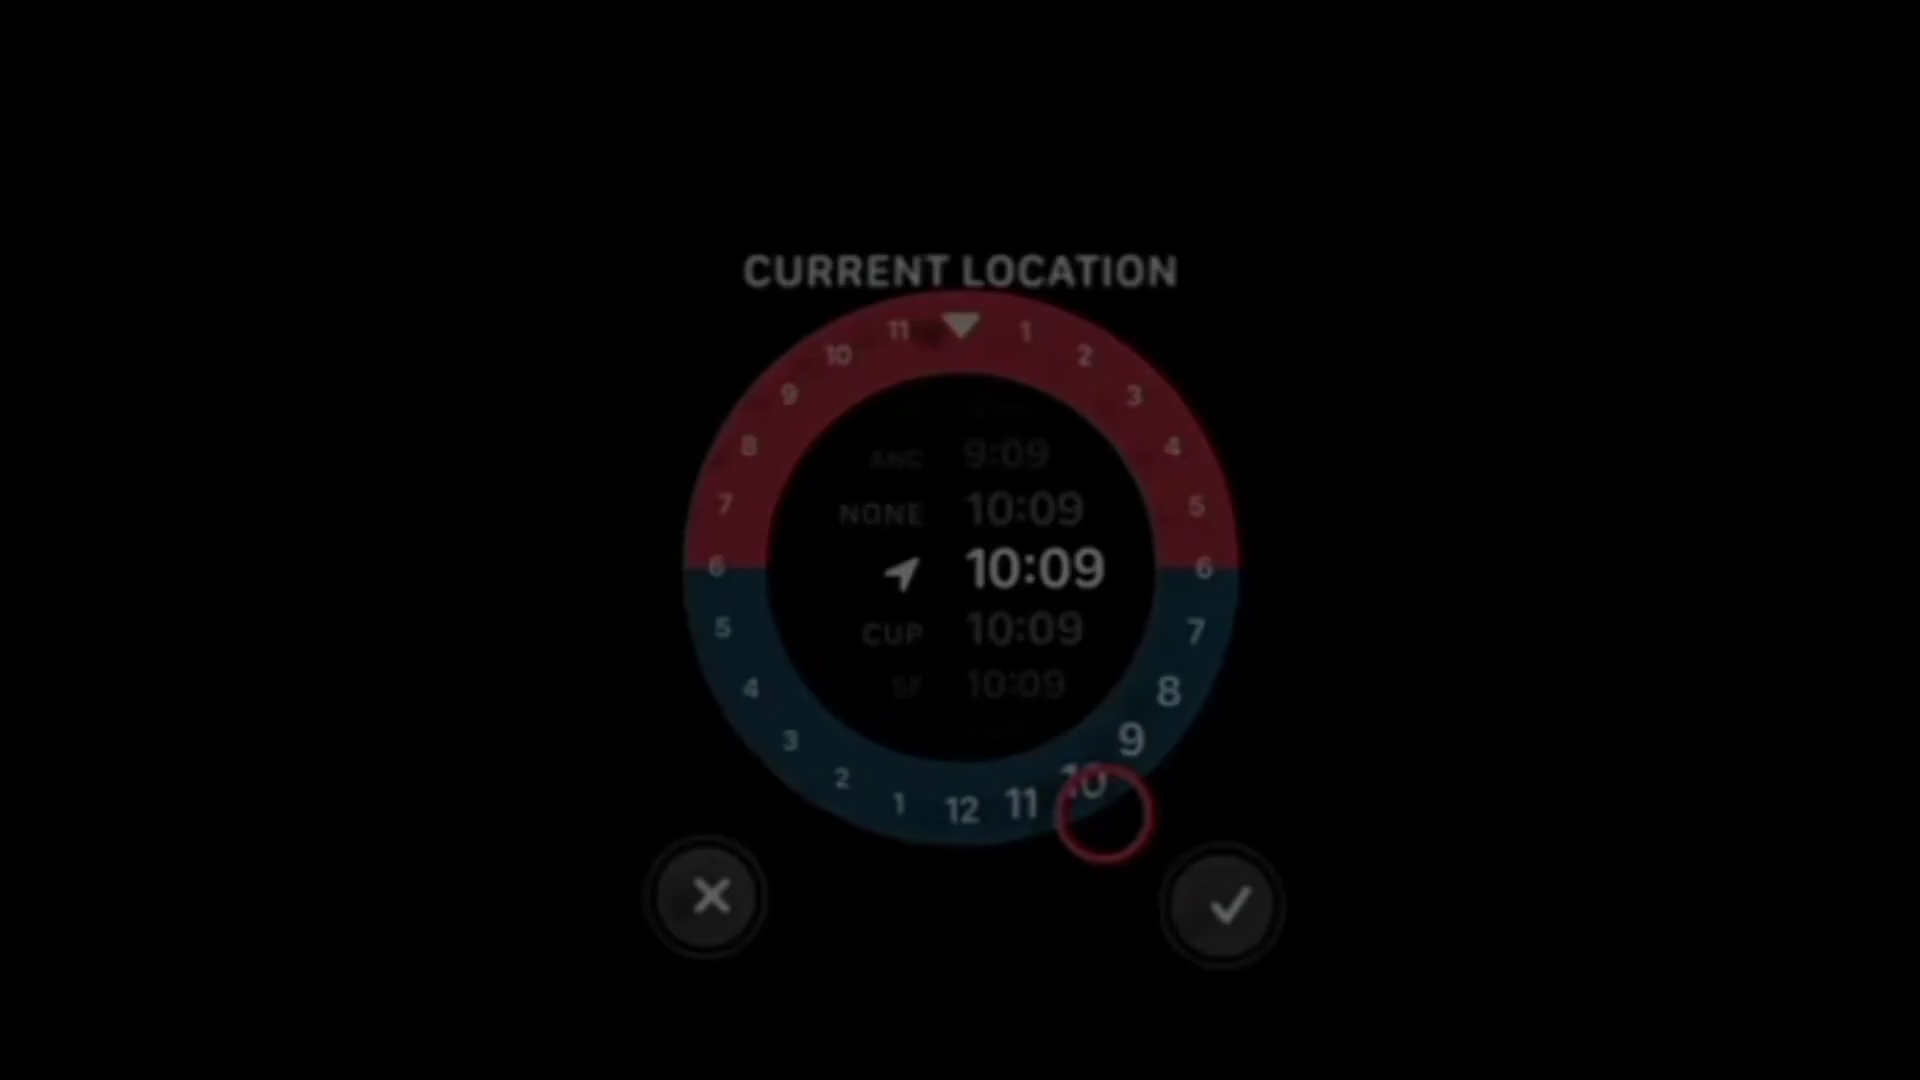 CURRENT LOCATION
11 1
10 2
9 3
8 4
7 5
6 6
5 7
4 8
3 9
2 10
1 12 11
ANC 9:09
NONE 10:09
10:09
CUP 10:09
SF 10:09